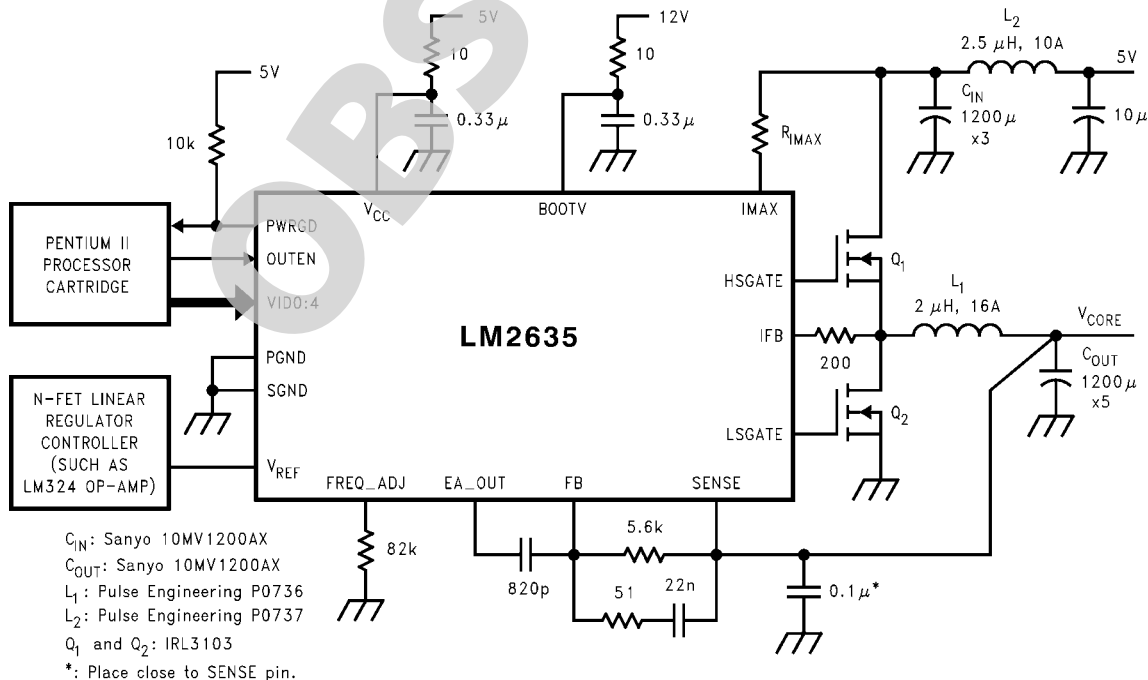 5V
12V
L2
10
10
2.5 μH, 10A
5V
5V
CIN
1200μ
x3
10μ
0.33μ
0.33μ
10k
RIMAX
VCC
BOOTV
IMAX
PENTIUM II
PROCESSOR
CARTRIDGE
PWRGD
OUTEN
VID0:4
HSGATE
Q1
L1
2 μH, 16A
LM2635
IFB
200
VCORE
COUT
1200μ
x5
PGND
SGND
LSGATE
Q2
N-FET LINEAR
REGULATOR
CONTROLLER
(SUCH AS
LM324 OP-AMP)
VREF
FREQ_ADJ
EA_OUT
FB
SENSE
82k
820p
5.6k
51
22n
0.1μ*
CIN: Sanyo 10MV1200AX
COUT: Sanyo 10MV1200AX
L1: Pulse Engineering P0736
L2: Pulse Engineering P0737
Q1 and Q2: IRL3103
*: Place close to SENSE pin.
OBS